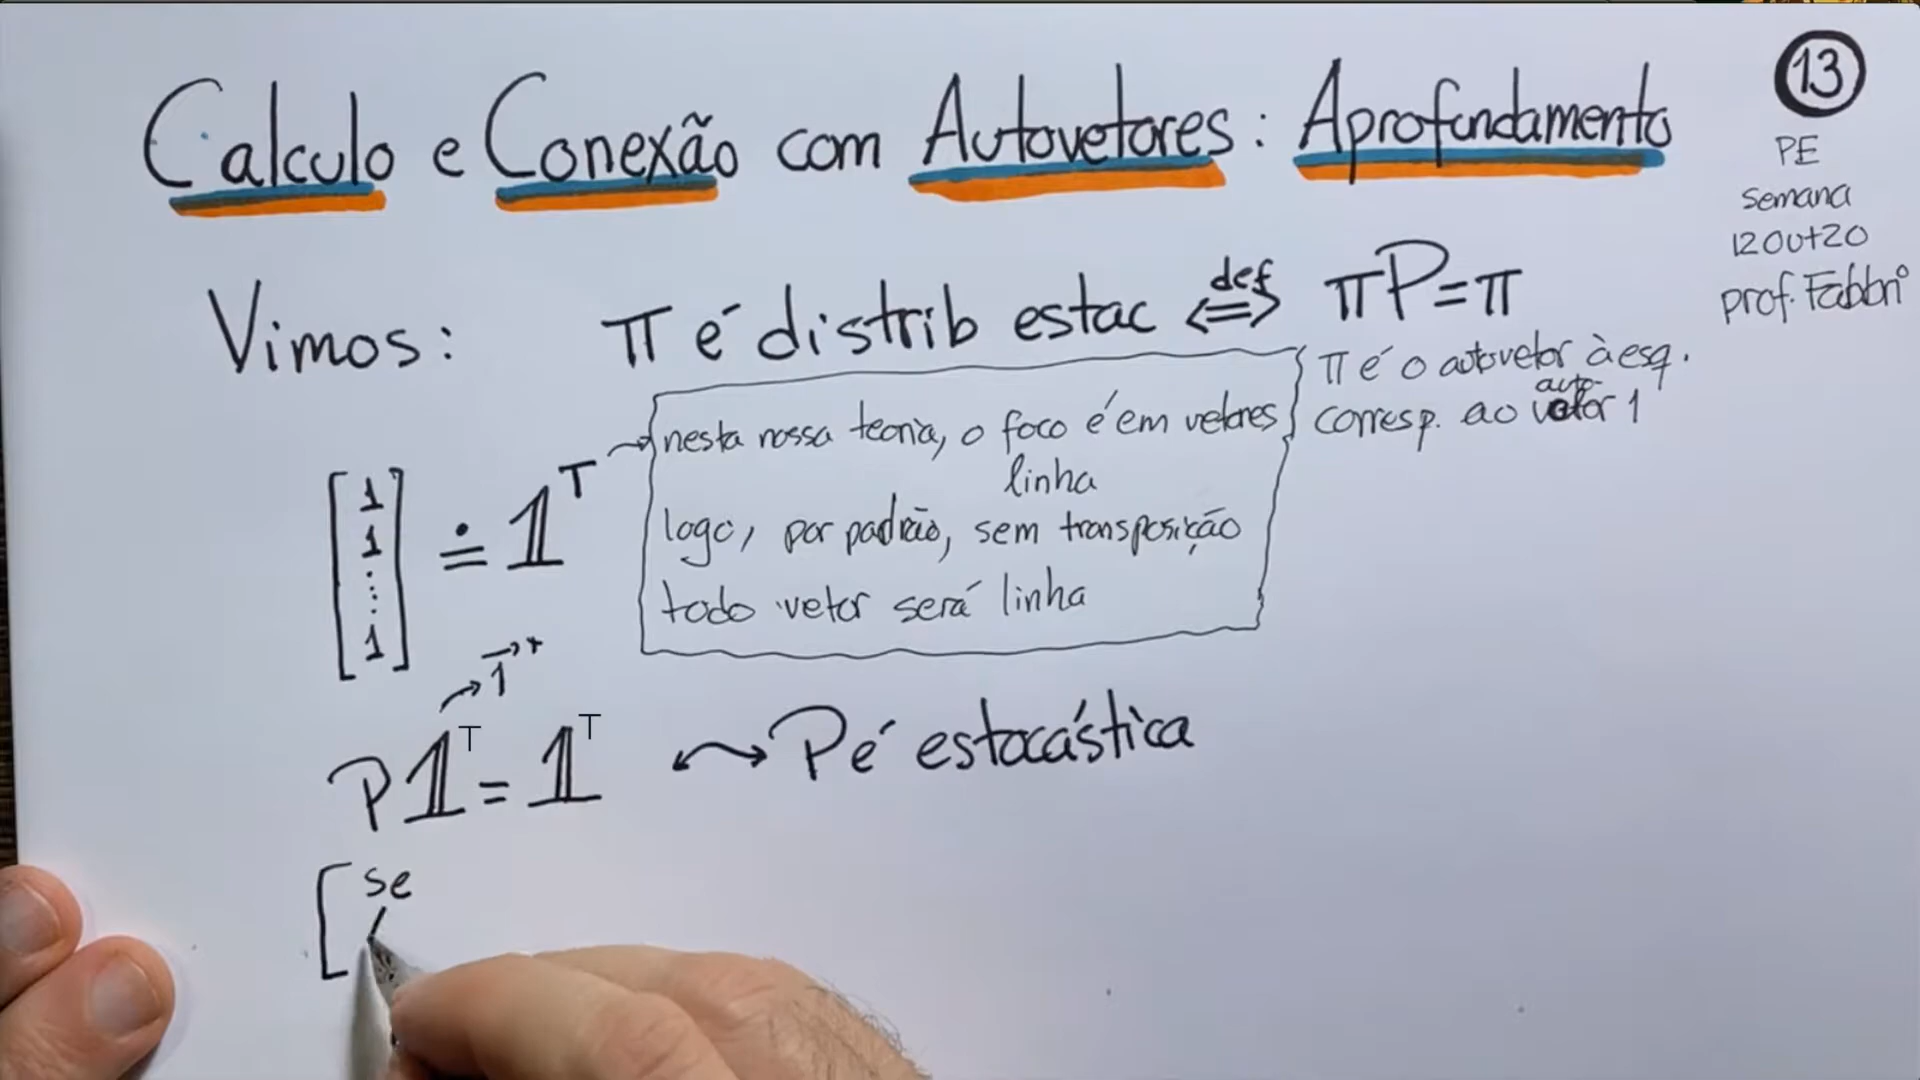 Calculo e Conexão com Autovetores: Aprofundamento
13
PE
semana
12out20
prof. Fabbri
Vimos: π é distrib estac ⟺ def πP=π
π é o autovetor à esq.
corresp. ao auto-valor 1
[1 1 ⋮ 1] ≐ 𝟙ᵀ
nesta nossa teoria, o foco é em vetores
linha
logo, por padrão, sem transposição
todo vetor será linha
P𝟙ᵀ = 𝟙ᵀ ↔ P é estocástica
[ se